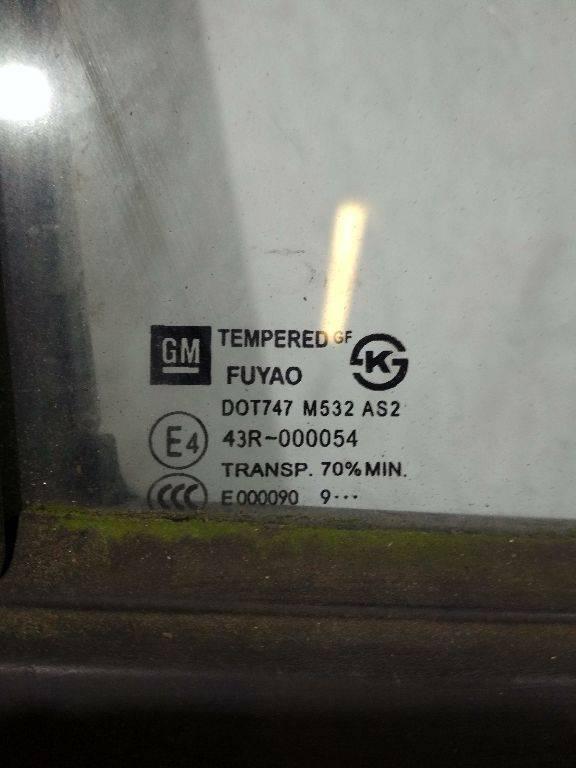 GM TEMPERED GF
FUYAO
DOT747 M532 AS2
E4 43R-000054
TRANSP. 70% MIN.
CCC E000090 9···